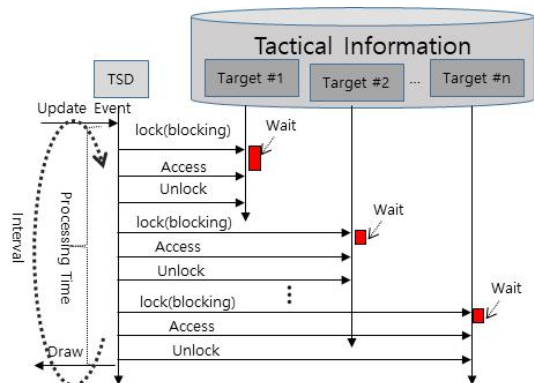 Tactical Information
TSD
Target #1
Target #2
...
Target #n
Update Event
lock(blocking)
Wait
Access
Unlock
lock(blocking)
Wait
Access
Unlock
Interval
Processing Time
lock(blocking)
Wait
Access
Draw
Unlock